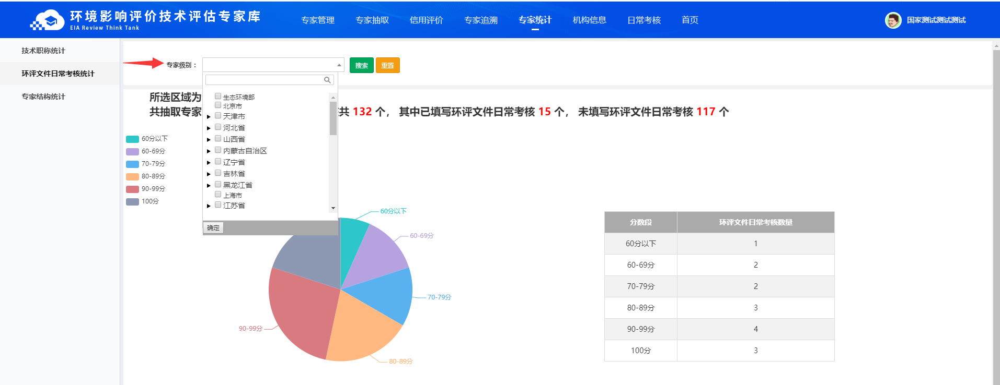 环境影响评价技术评估专家库
EIA Review Think Tank
专家管理 专家抽取 信用评价 专家追溯 专家统计 机构信息 日常考核 首页
国家测试测试测试
技术职称统计
环评文件日常考核统计
专家结构统计
专家级别：
搜索 重置
所选区域为
共抽取专家 共 132 个， 其中已填写环评文件日常考核 15 个， 未填写环评文件日常考核 117 个
生态环境部
北京市
天津市
河北省
山西省
内蒙古自治区
辽宁省
吉林省
黑龙江省
上海市
江苏省
确定
60分以下
60-69分
70-79分
80-89分
90-99分
100分
60分以下
60-69分
70-79分
80-89分
90-99分
分数段 环评文件日常考核数量
60分以下 1
60-69分 2
70-79分 2
80-89分 3
90-99分 4
100分 3